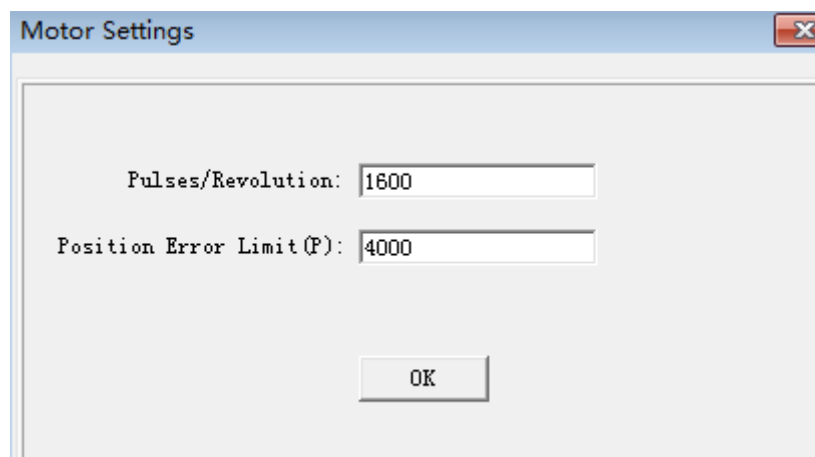 Motor Settings
Pulses/Revolution: 1600
Position Error Limit(P): 4000
OK